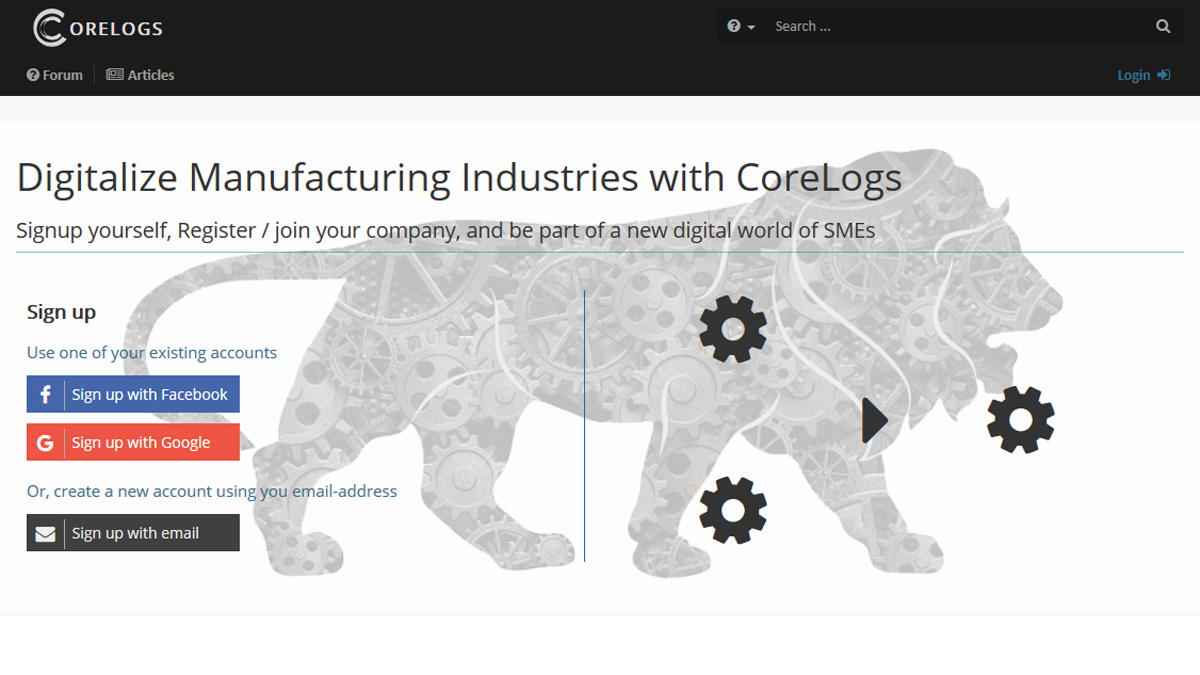 CORELOGS
Search ...
Forum
Articles
Login
Digitalize Manufacturing Industries with CoreLogs
Signup yourself, Register / join your company, and be part of a new digital world of SMEs
Sign up
Use one of your existing accounts
Sign up with Facebook
Sign up with Google
Or, create a new account using you email-address
Sign up with email